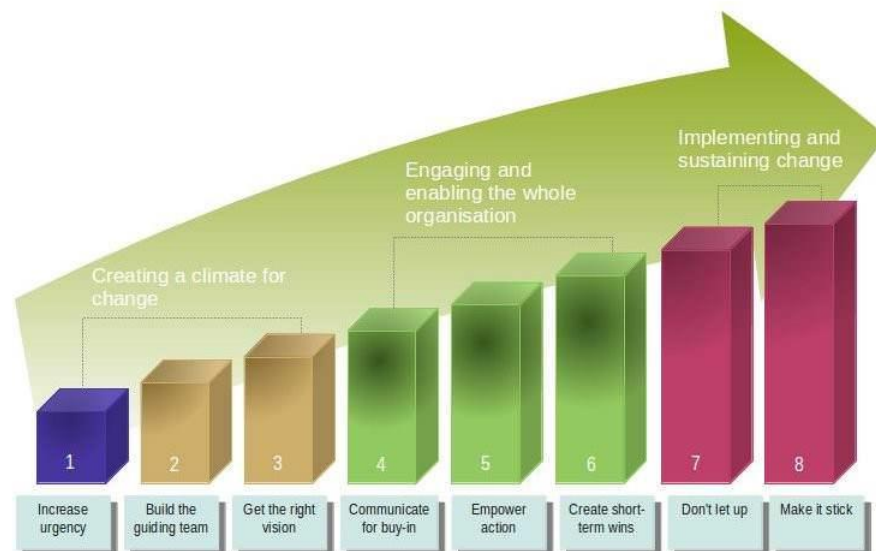 Implementing and
sustaining change
Engaging and
enabling the whole
organisation
Creating a climate for
change
1
2
3
4
5
6
7
8
Increase
urgency
Build the
guiding team
Get the right
vision
Communicate
for buy-in
Empower
action
Create short-
term wins
Don't let up
Make it stick